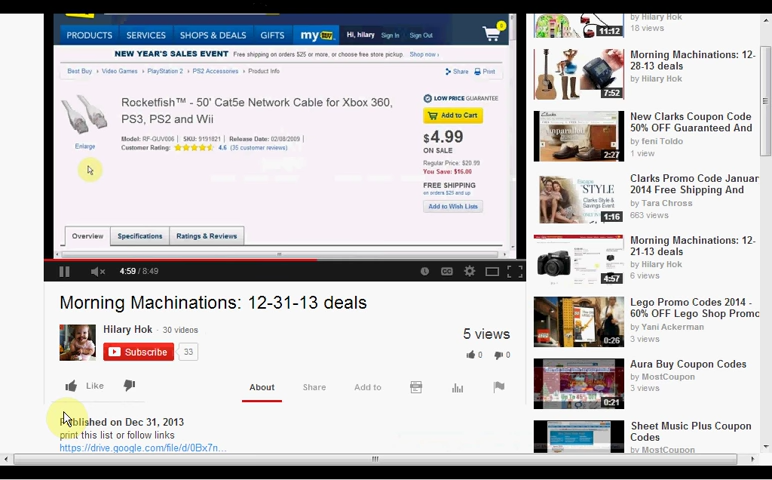 PRODUCTS SERVICES SHOPS & DEALS GIFTS my Hi, hilary Sign In Sign Out 0
NEW YEAR'S SALES EVENT Free shipping on orders $25 or more, or choose free store pickup. Shop now ›
Best Buy › Video Games › PlayStation 2 › PS2 Accessories › Product Info
Share Print
Rocketfish™ - 50' Cat5e Network Cable for Xbox 360,
PS3, PS2 and Wii
Model: RF-GUV006 SKU: 9191821 Release Date: 02/08/2009
Customer Rating: 4.6 (35 customer reviews)
Enlarge
LOW PRICE GUARANTEE
Add to Cart
$4.99
ON SALE
Regular Price: $20.99
You Save: $16.00
FREE SHIPPING
on orders $25 and up
Add to Wish Lists
Overview Specifications Ratings & Reviews
4:59 / 8:49
Morning Machinations: 12-31-13 deals
Hilary Hok · 30 videos
Subscribe 33
5 views
0 0
Like
About Share Add to
Published on Dec 31, 2013
print this list or follow links
https://drive.google.com/file/d/0Bx7n...
by Hilary Hok
18 views
11:12
Morning Machinations: 12-
28-13 deals
by Hilary Hok
7:52
New Clarks Coupon Code
50% OFF Guaranteed And
by feni Toldo
1 view
2:27
Clarks Promo Code January
2014 Free Shipping And
by Tara Chross
663 views
STYLE
1:16
Morning Machinations: 12-
21-13 deals
by Hilary Hok
6 views
4:57
Lego Promo Codes 2014 -
60% OFF Lego Shop Promo
by Yani Ackerman
3 views
0:26
Aura Buy Coupon Codes
by MostCoupon
3 views
0:21
Sheet Music Plus Coupon
Codes
by MostCoupon